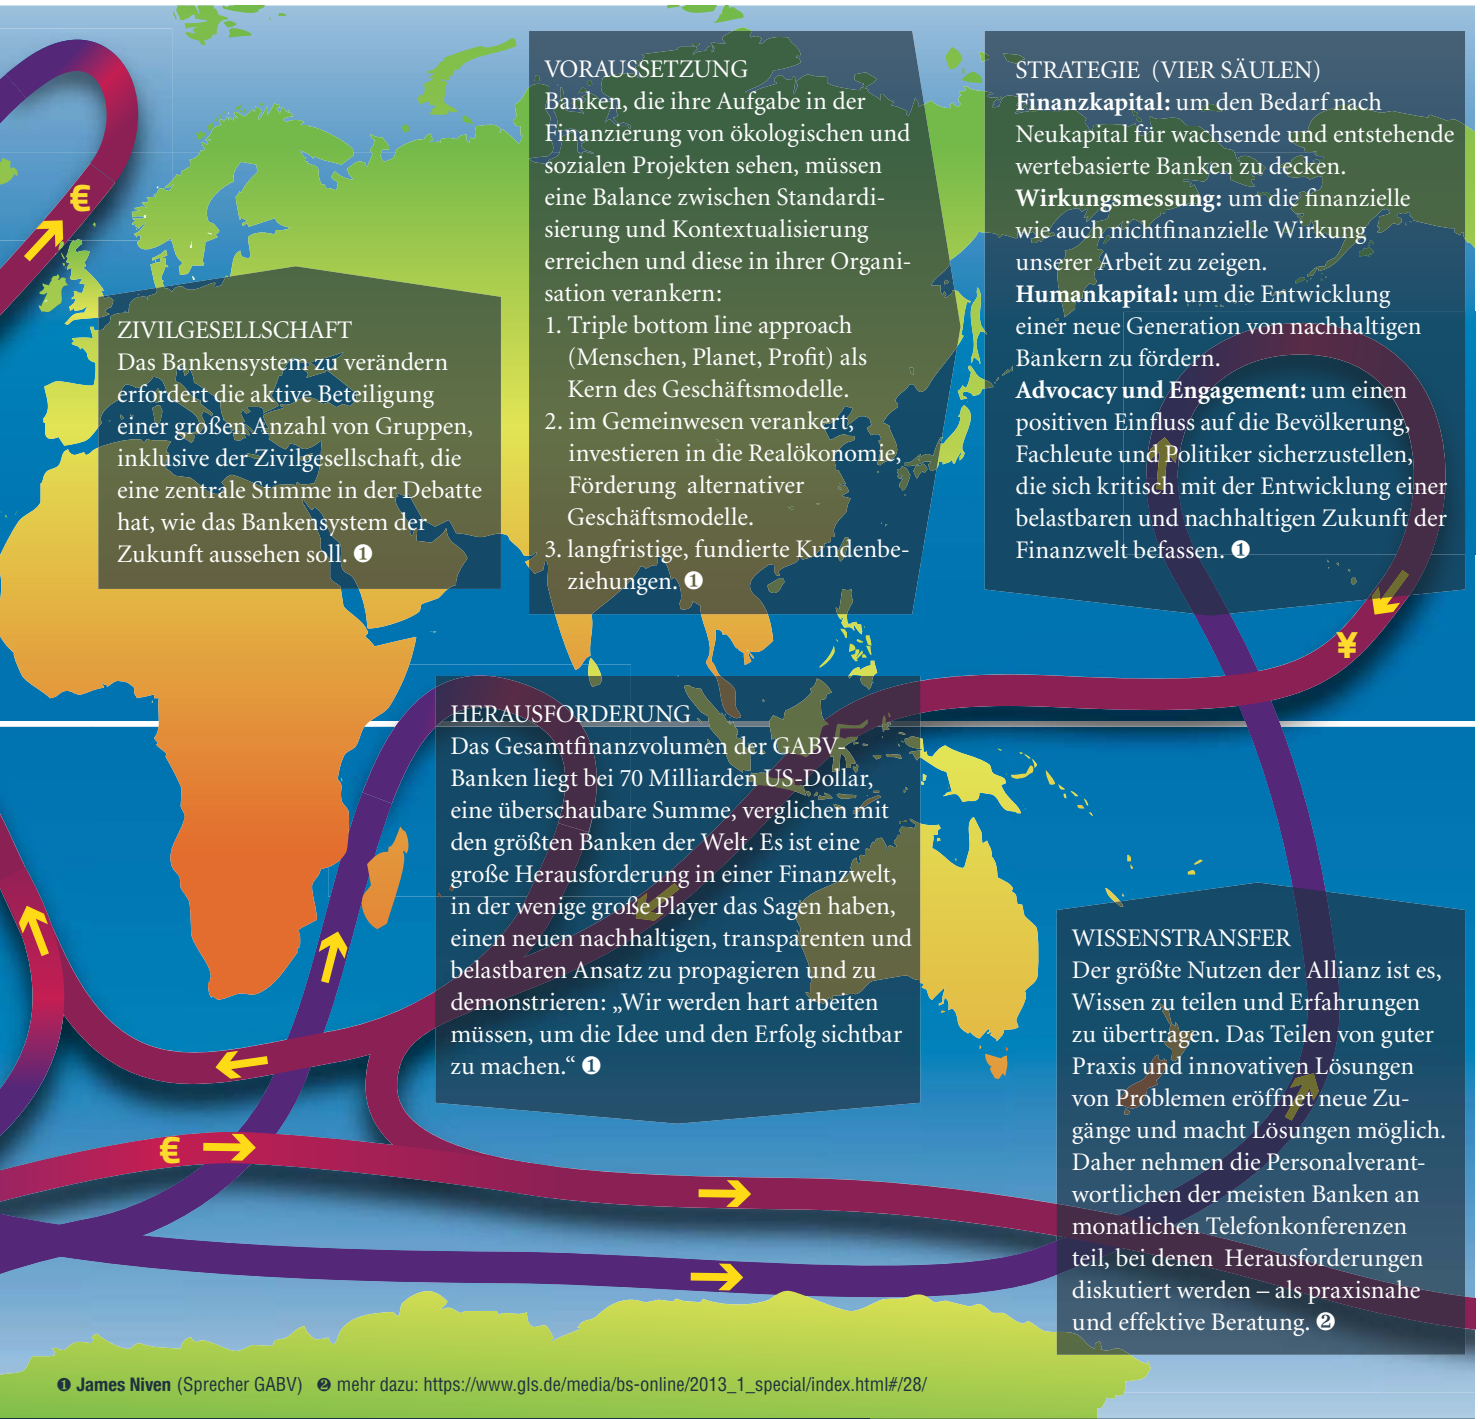 €
ZIVILGESELLSCHAFT
Das Bankensystem zu verändern
erfordert die aktive Beteiligung
einer großen Anzahl von Gruppen,
inklusive der Zivilgesellschaft, die
eine zentrale Stimme in der Debatte
hat, wie das Bankensystem der
Zukunft aussehen soll. ❶
VORAUSSETZUNG
Banken, die ihre Aufgabe in der
Finanzierung von ökologischen und
sozialen Projekten sehen, müssen
eine Balance zwischen Standardi-
sierung und Kontextualisierung
erreichen und diese in ihrer Organi-
sation verankern:
1. Triple bottom line approach
(Menschen, Planet, Profit) als
Kern des Geschäftsmodelle.
2. im Gemeinwesen verankert,
investieren in die Realökonomie,
Förderung alternativer
Geschäftsmodelle.
3. langfristige, fundierte Kundenbe-
ziehungen. ❶
STRATEGIE (VIER SÄULEN)
Finanzkapital: um den Bedarf nach
Neukapital für wachsende und entstehende
wertebasierte Banken zu decken.
Wirkungsmessung: um die finanzielle
wie auch nichtfinanzielle Wirkung
unserer Arbeit zu zeigen.
Humankapital: um die Entwicklung
einer neue Generation von nachhaltigen
Bankern zu fördern.
Advocacy und Engagement: um einen
positiven Einfluss auf die Bevölkerung,
Fachleute und Politiker sicherzustellen,
die sich kritisch mit der Entwicklung einer
belastbaren und nachhaltigen Zukunft der
Finanzwelt befassen. ❶
¥
HERAUSFORDERUNG
Das Gesamtfinanzvolumen der GABV-
Banken liegt bei 70 Milliarden US-Dollar,
eine überschaubare Summe, verglichen mit
den größten Banken der Welt. Es ist eine
große Herausforderung in einer Finanzwelt,
in der wenige große Player das Sagen haben,
einen neuen nachhaltigen, transparenten und
belastbaren Ansatz zu propagieren und zu
demonstrieren: „Wir werden hart arbeiten
müssen, um die Idee und den Erfolg sichtbar
zu machen.“ ❶
€
WISSENSTRANSFER
Der größte Nutzen der Allianz ist es,
Wissen zu teilen und Erfahrungen
zu übertragen. Das Teilen von guter
Praxis und innovativen Lösungen
von Problemen eröffnet neue Zu-
gänge und macht Lösungen möglich.
Daher nehmen die Personalverant-
wortlichen der meisten Banken an
monatlichen Telefonkonferenzen
teil, bei denen Herausforderungen
diskutiert werden – als praxisnahe
und effektive Beratung. ❷
❶ James Niven (Sprecher GABV) ❷ mehr dazu: https://www.gls.de/media/bs-online/2013_1_special/index.html#/28/